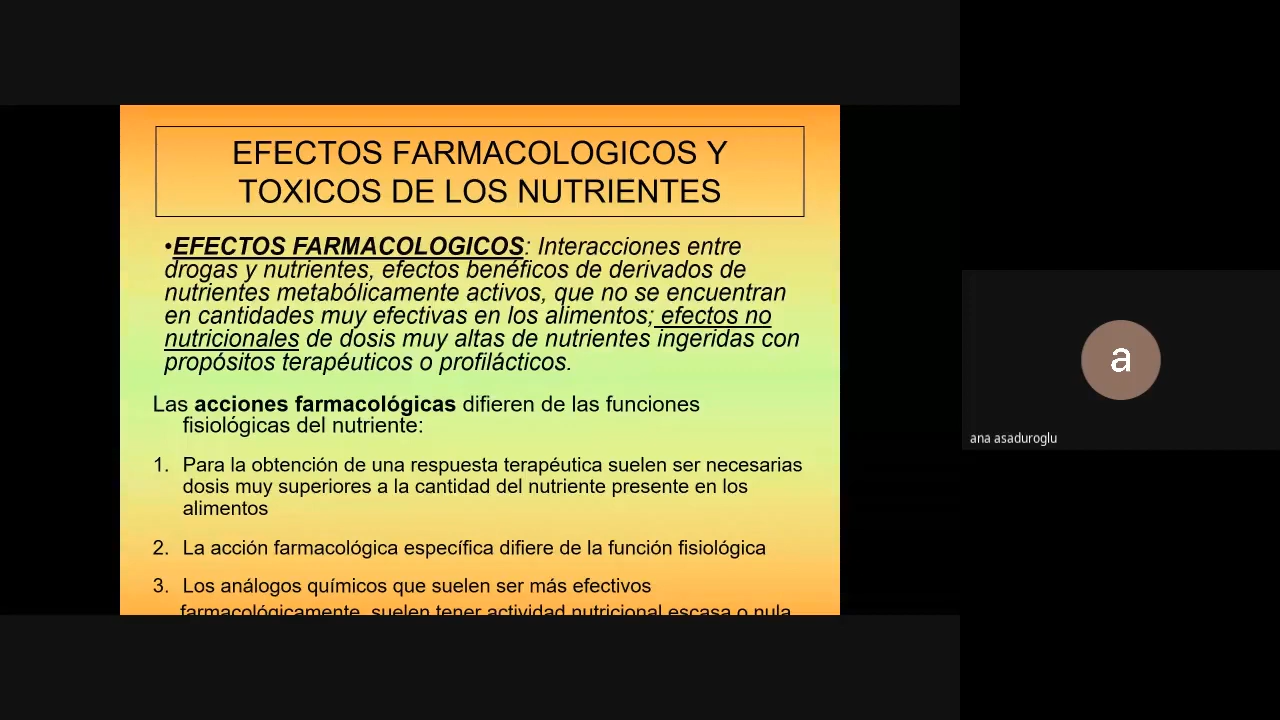 EFECTOS FARMACOLOGICOS Y
TOXICOS DE LOS NUTRIENTES
•EFECTOS FARMACOLOGICOS: Interacciones entre
drogas y nutrientes, efectos benéficos de derivados de
nutrientes metabólicamente activos, que no se encuentran
en cantidades muy efectivas en los alimentos; efectos no
nutricionales de dosis muy altas de nutrientes ingeridas con
propósitos terapéuticos o profilácticos.
Las acciones farmacológicas difieren de las funciones
fisiológicas del nutriente:
1. Para la obtención de una respuesta terapéutica suelen ser necesarias
dosis muy superiores a la cantidad del nutriente presente en los
alimentos
2. La acción farmacológica específica difiere de la función fisiológica
3. Los análogos químicos que suelen ser más efectivos
farmacológicamente, suelen tener actividad nutricional escasa o nula
a
ana asaduroglu